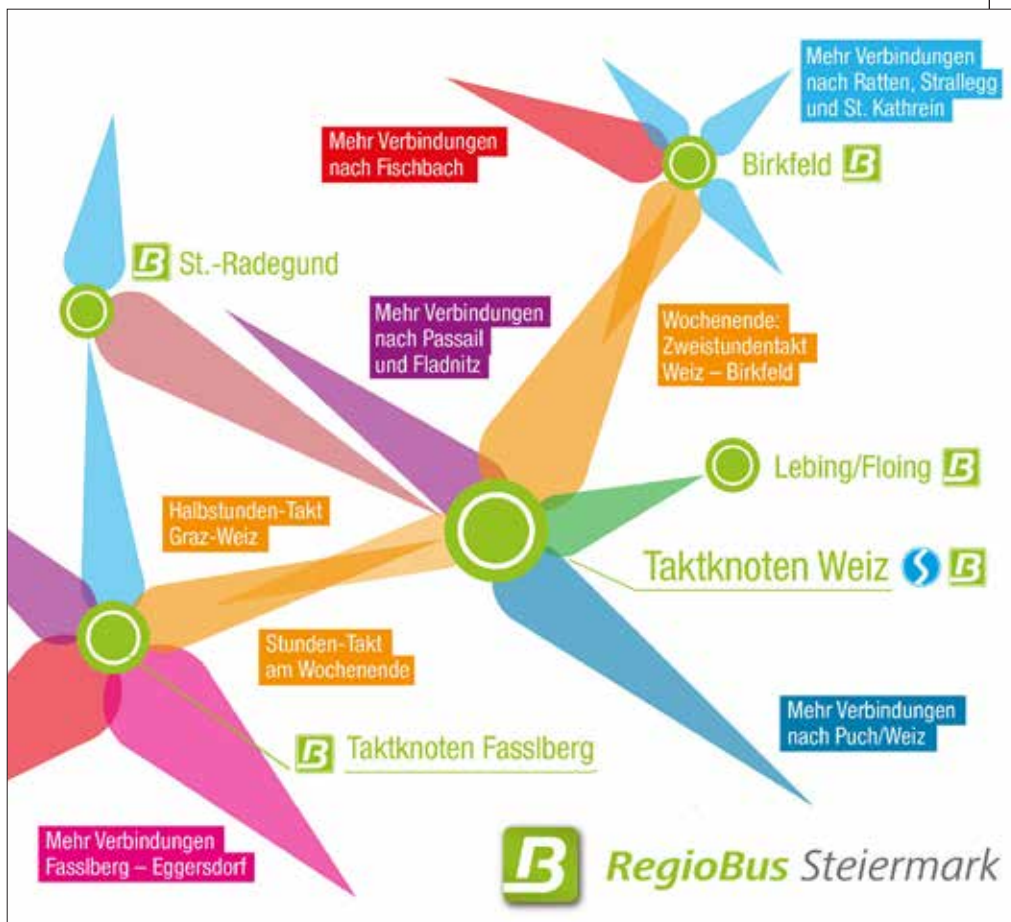 Mehr Verbindungen
nach Ratten, Strallegg
und St. Kathrein
Mehr Verbindungen
nach Fischbach
Birkfeld B
B St.-Radegund
Mehr Verbindungen
nach Passail
und Fladnitz
Wochenende:
Zweistundentakt
Weiz – Birkfeld
Lebing/Floing B
Halbstunden-Takt
Graz-Weiz
Taktknoten Weiz S B
Stunden-Takt
am Wochenende
Mehr Verbindungen
nach Puch/Weiz
B Taktknoten Fasslberg
Mehr Verbindungen
Fasslberg – Eggersdorf
B RegioBus Steiermark